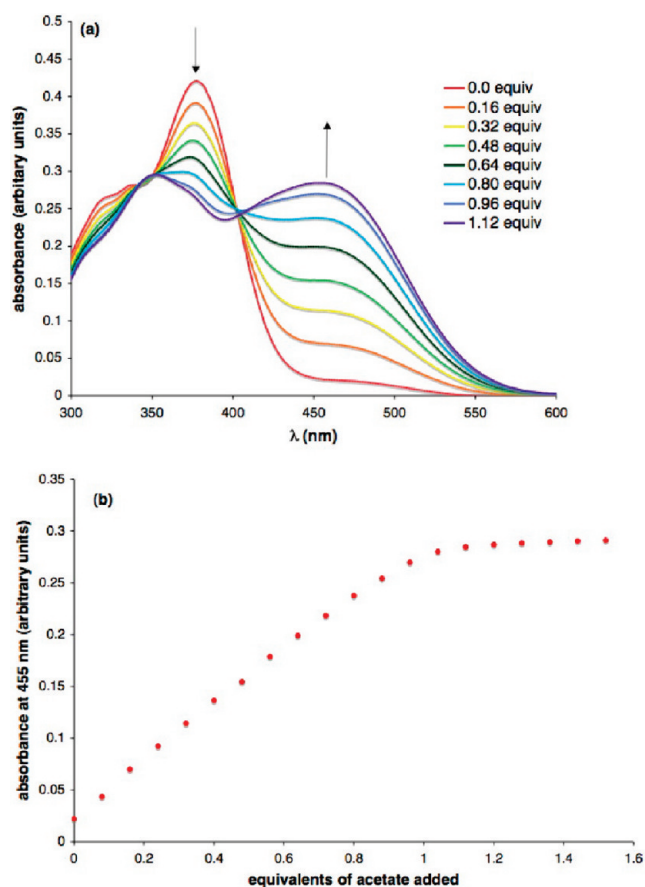 (a)
absorbance (arbitary units)
0.5
0.45
0.4
0.35
0.3
0.25
0.2
0.15
0.1
0.05
0
0.0 equiv
0.16 equiv
0.32 equiv
0.48 equiv
0.64 equiv
0.80 equiv
0.96 equiv
1.12 equiv
300 350 400 450 500 550 600
λ (nm)
(b)
absorbance at 455 nm (arbitrary units)
0.35
0.3
0.25
0.2
0.15
0.1
0.05
0
0 0.2 0.4 0.6 0.8 1 1.2 1.4 1.6
equivalents of acetate added